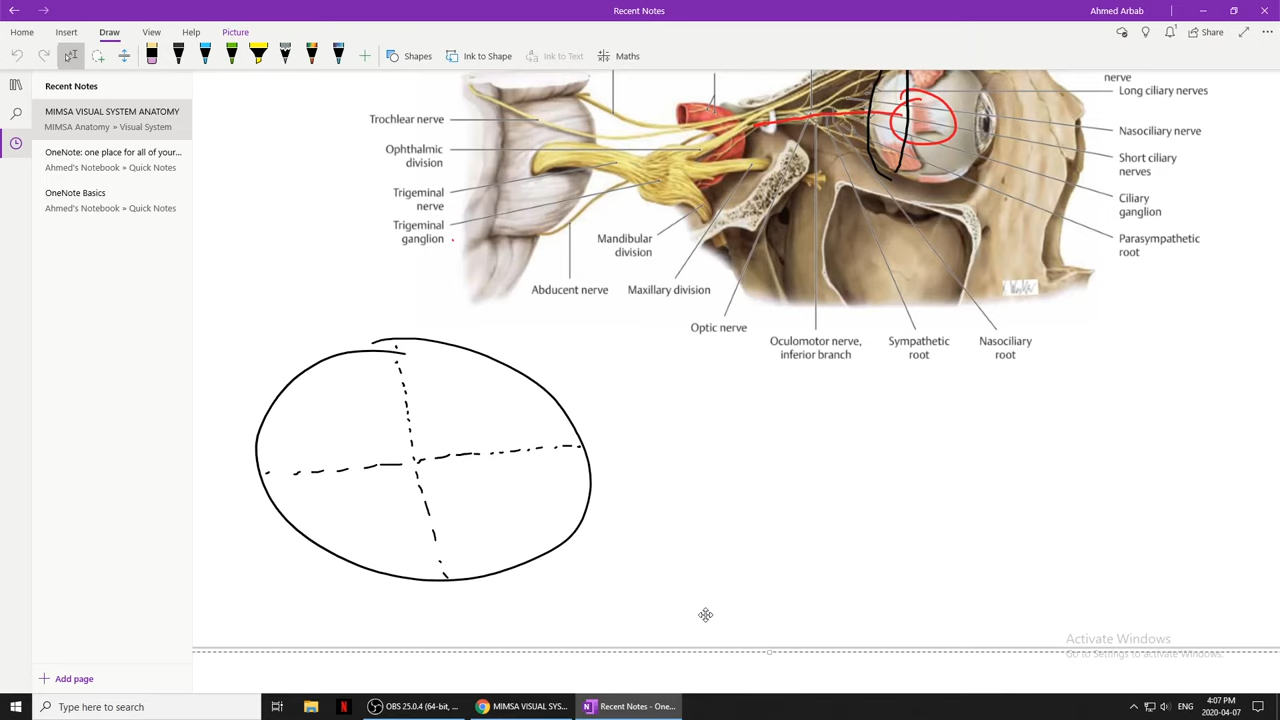 Recent Notes
Ahmed Arbab
Home
Insert
Draw
View
Help
Picture
Share
Shapes
Ink to Shape
Ink to Text
Maths
Recent Notes
MIMSA VISUAL SYSTEM ANATOMY
MIMSA Anatomy » Visual System
OneNote: one place for all of your...
Ahmed's Notebook » Quick Notes
OneNote Basics
Ahmed's Notebook » Quick Notes
Add page
Trochlear nerve
Ophthalmic
division
Trigeminal
nerve
Trigeminal
ganglion
Abducent nerve
Mandibular
division
Maxillary division
Optic nerve
Oculomotor nerve,
inferior branch
Sympathetic
root
Nasociliary
root
nerve
Long ciliary nerves
Nasociliary nerve
Short ciliary
nerves
Ciliary
ganglion
Parasympathetic
root
Activate Windows
Go to Settings to activate Windows.
Type here to search
OBS 25.0.4 (64-bit, ...
MIMSA VISUAL SYS...
Recent Notes - One...
ENG
4:07 PM
2020-04-07